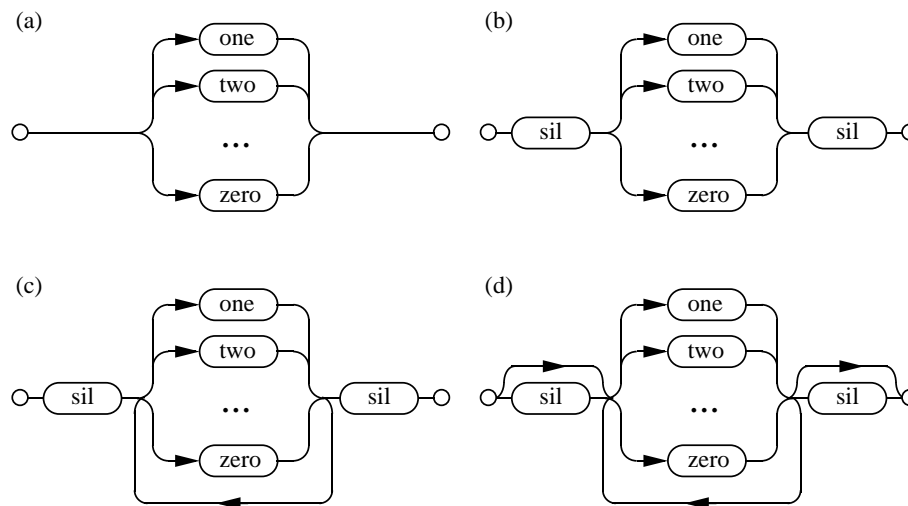 (a)
one
two
...
zero
(b)
sil
one
two
...
zero
sil
(c)
sil
one
two
...
zero
sil
(d)
sil
one
two
...
zero
sil